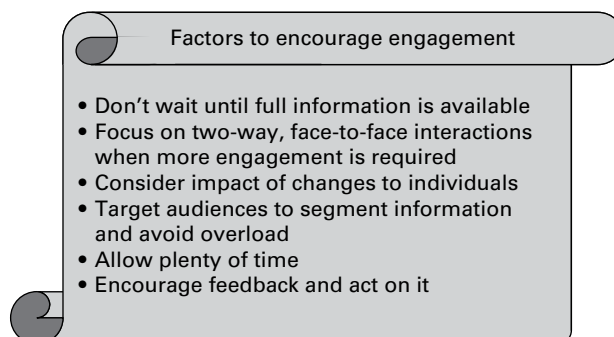 Factors to encourage engagement
• Don't wait until full information is available
• Focus on two-way, face-to-face interactions
when more engagement is required
• Consider impact of changes to individuals
• Target audiences to segment information
and avoid overload
• Allow plenty of time
• Encourage feedback and act on it